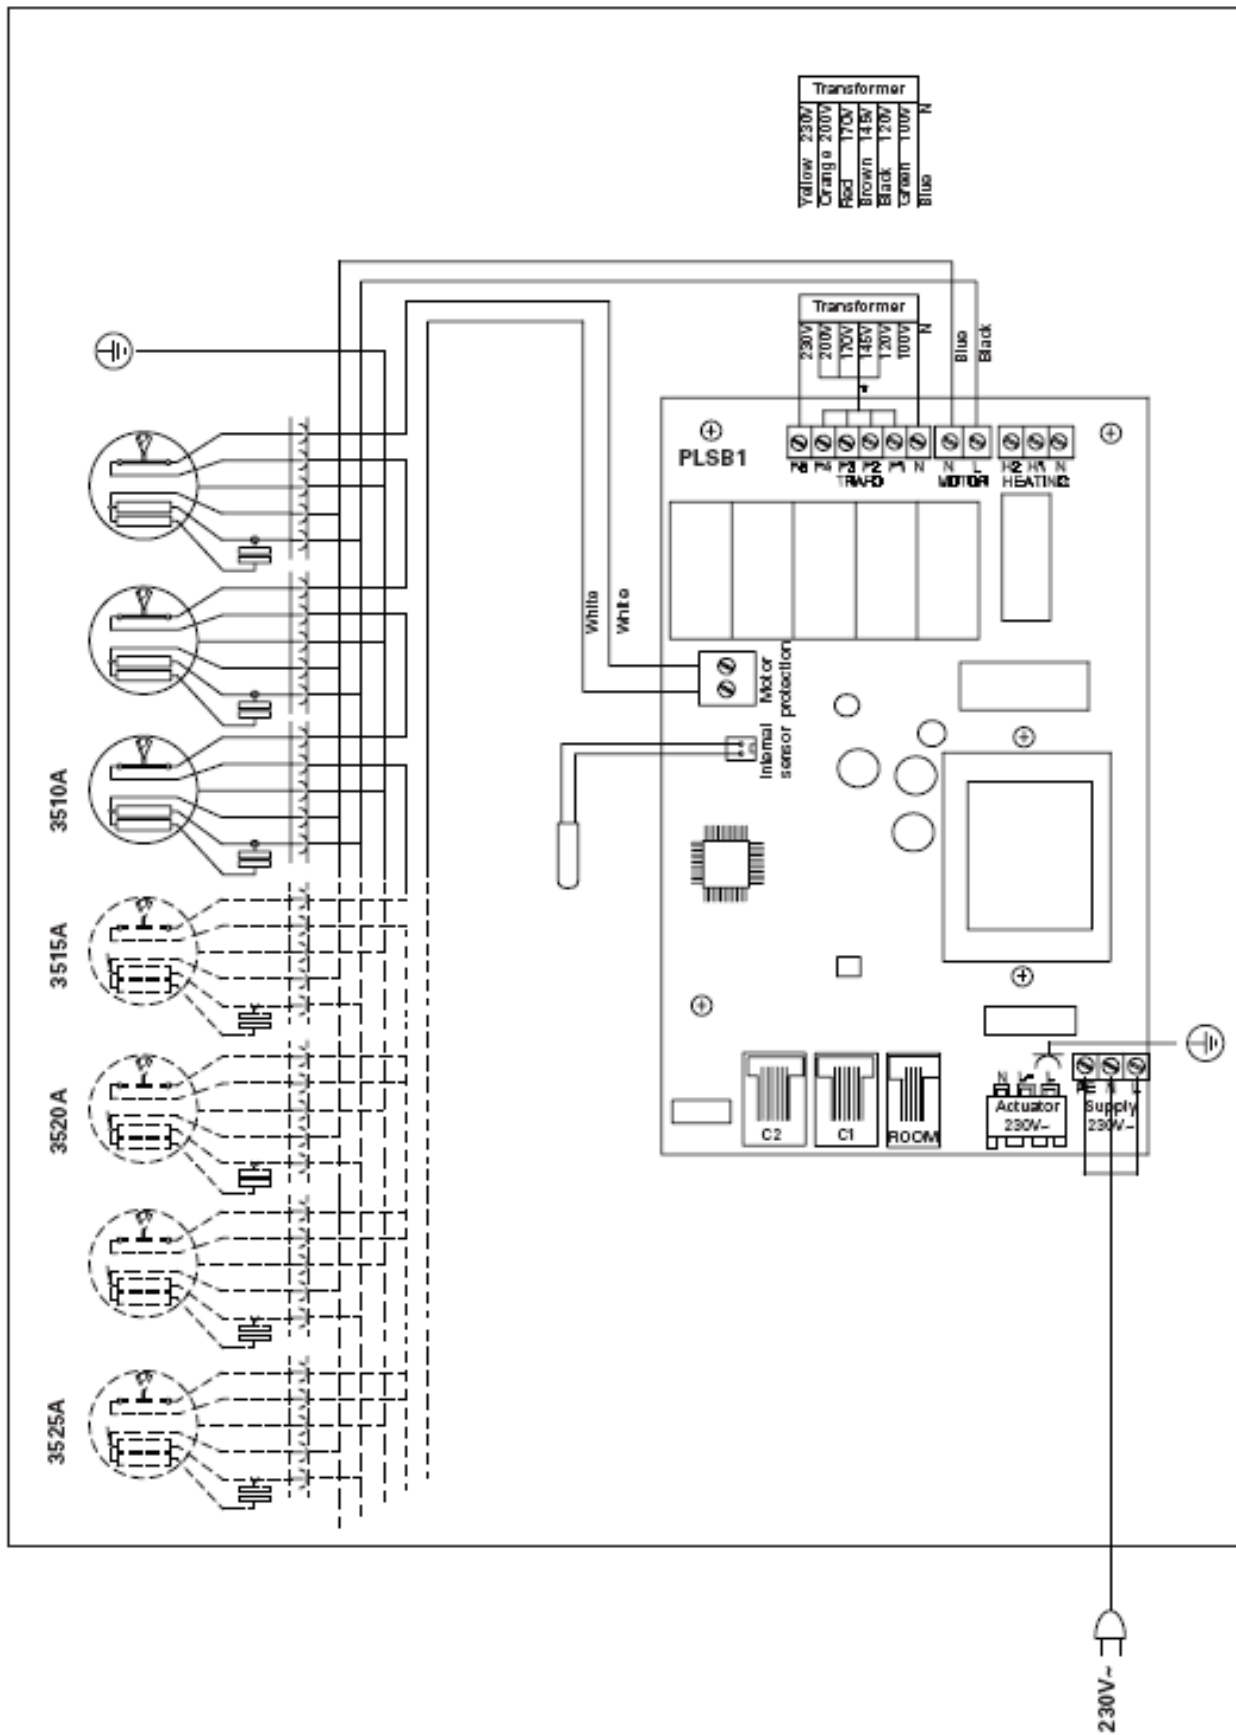 Transformer
Yellow 230V
Orange 200V
Red 170V
Brown 145V
Black 120V
Green 100V
Blue N
Transformer
230V
200V
170V
145V
120V
100V
N
Blue
Black
PLSB1
P5 P4 P3 P2 P1 N
TRAFO
N L
MOTOR
H2 H1 N
HEATING
White
White
Motor
protection
Internal
sensor
3510A
3515A
3520A
3525A
C2
C1
ROOM
N L
Actuator
230V~
PE N L
Supply
230V~
230V~